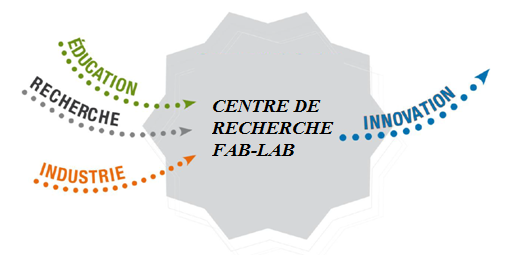 ÉDUCATION
RECHERCHE
INDUSTRIE
CENTRE DE
RECHERCHE
FAB-LAB
INNOVATION